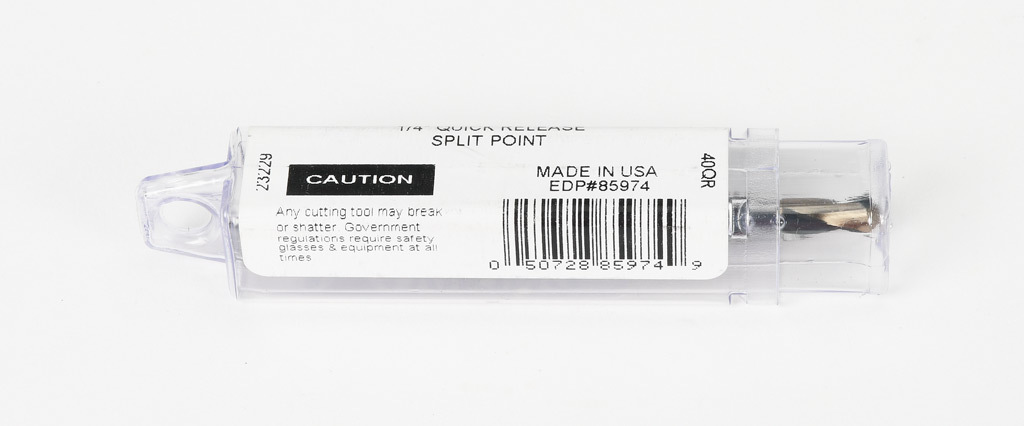 1/4" QUICK RELEASE
SPLIT POINT
23229
CAUTION
Any cutting tool may break
or shatter Government
regulations require safety
glasses & equipment at all
times
MADE IN USA
EDP#85974
0 50728 85974 9
40QR